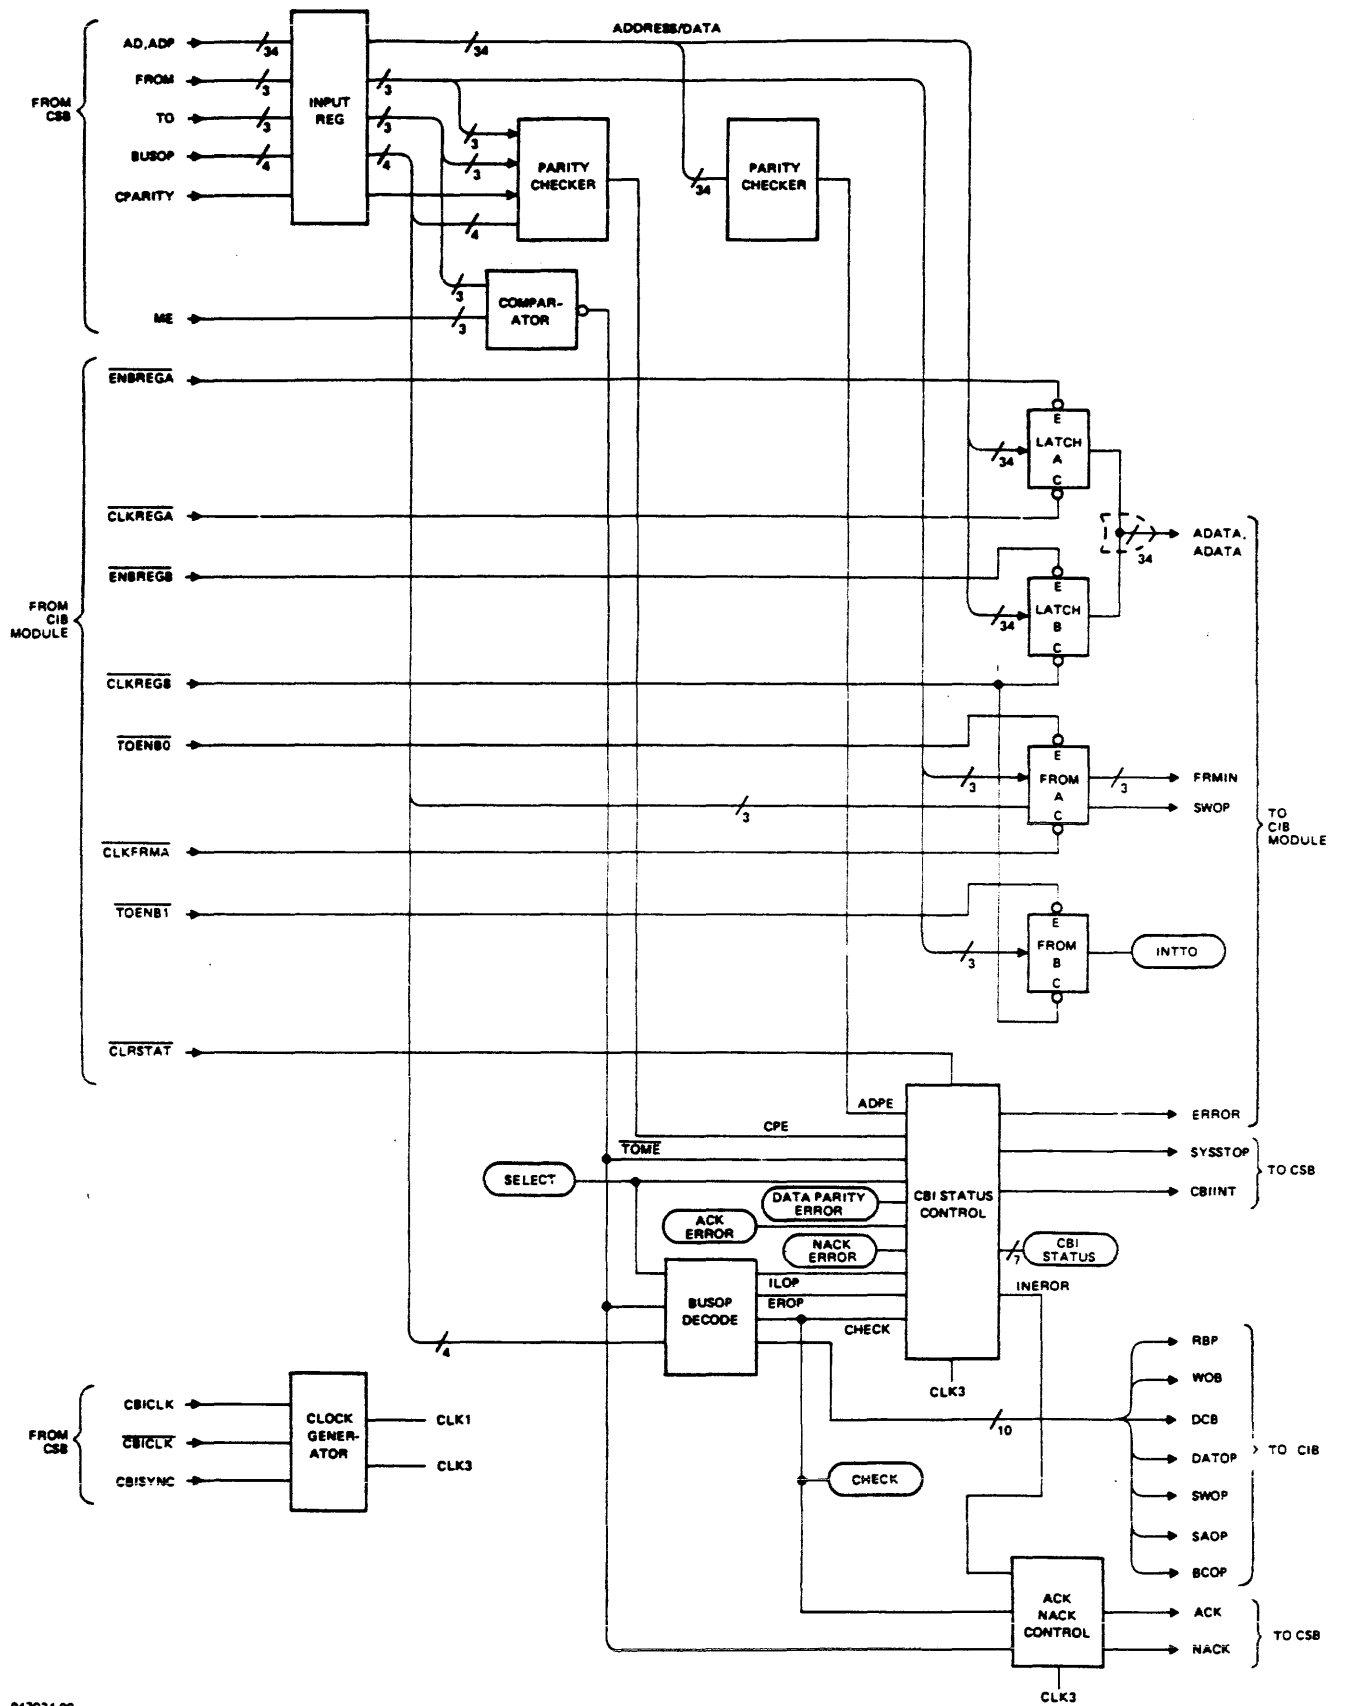 ADDRESS/DATA
FROM
CSB
AD,ADP
34
34
FROM
3
3
TO
3
3
BUSOP
4
4
CPARITY
INPUT
REG
3
3
4
PARITY
CHECKER
34
PARITY
CHECKER
3
ME
3
COMPAR-
ATOR
FROM
CIB
MODULE
ENBREGA
CLKREGA
ENBREGB
CLKREGB
TOENB0
CLKFRMA
TOENB1
CLRSTAT
34
E
LATCH
A
C
34
E
LATCH
B
C
34
ADATA,
ADATA
3
E
FROM
A
C
3
3
FRMIN
SWOP
TO
CIB
MODULE
3
E
FROM
B
C
INTTO
ADPE
CPE
TOME
SELECT
DATA PARITY
ERROR
ACK
ERROR
NACK
ERROR
CBI STATUS
CONTROL
ERROR
SYSSTOP
CBIINT
TO CSB
7
CBI
STATUS
INEROR
BUSOP
DECODE
ILOP
EROP
CHECK
4
CLK3
FROM
CSB
CBICLK
CBICLK
CBISYNC
CLOCK
GENER-
ATOR
CLK1
CLK3
10
CHECK
RBP
WOB
DCB
DATOP
SWOP
SAOP
BCOP
TO CIB
ACK
NACK
CONTROL
ACK
NACK
TO CSB
CLK3